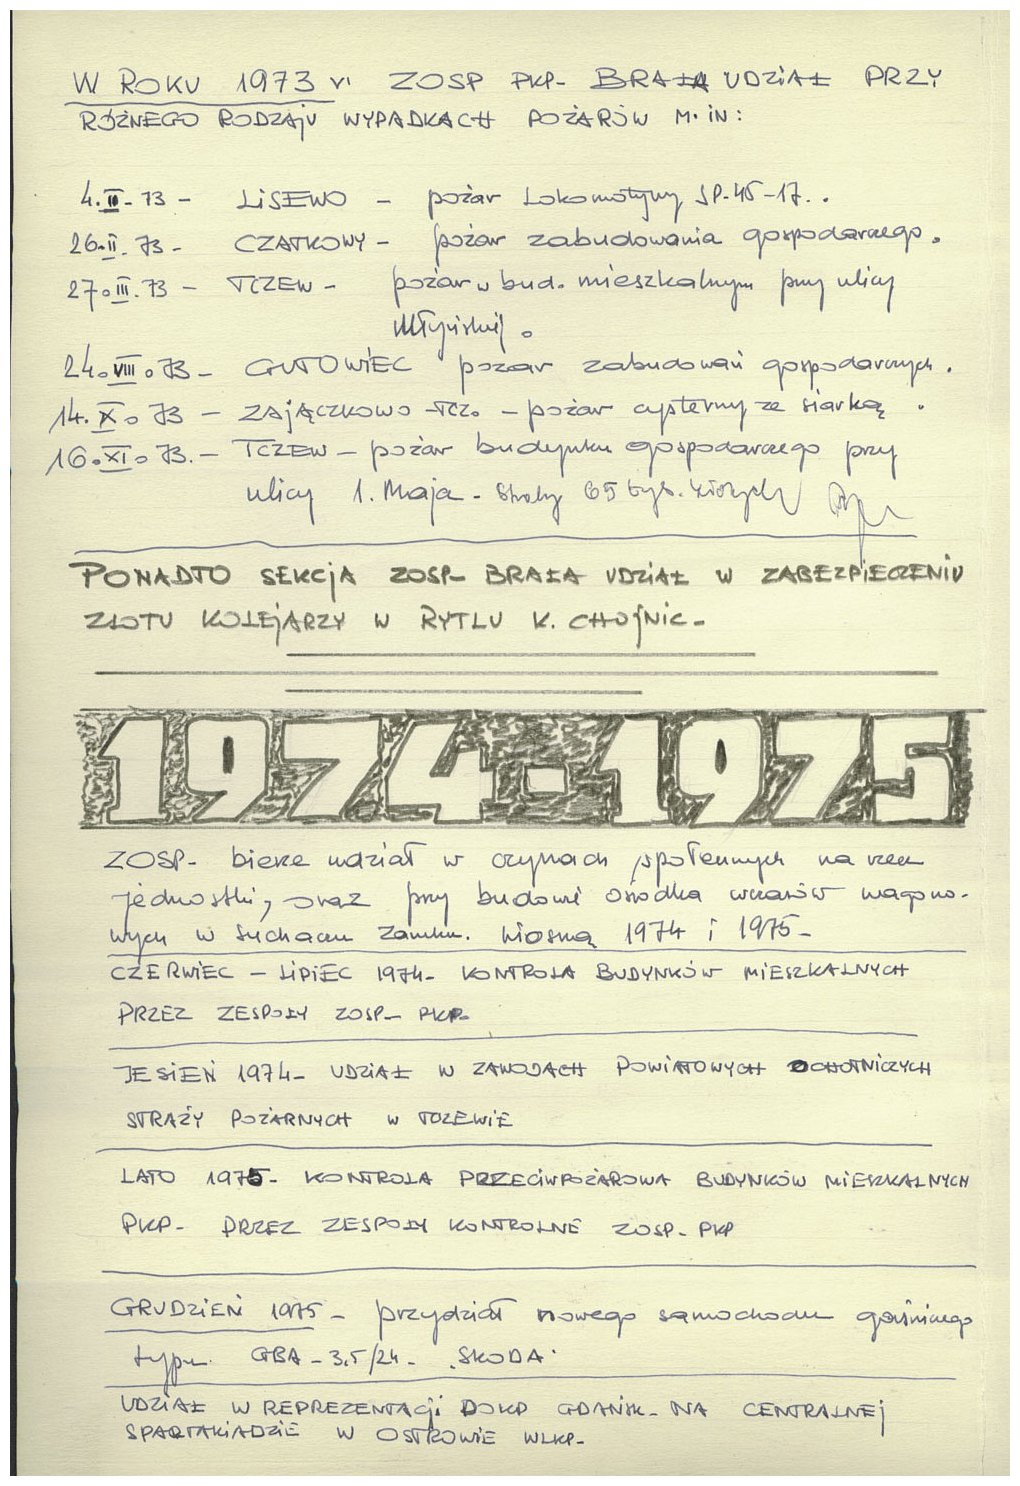 W ROKU 1973 VI ZOSP PKP- BRAŁA UDZIAŁ PRZY
RÓŻNEGO RODZAJU WYPADKACH POŻARÓW M. IN:
4.II-73 - LISEWO - pożar Lokomotywy SP-45-17..
26.II.73- CZATKOWY - pożar zabudowania gospodarczego.
27.III.73 - TCZEW - pożar w bud. mieszkalnym przy ulicy
Młyńskiej.
24.VIII.73 - GUTOWIEC pożar zabudowań gospodarczych.
14.X.73 - ZAJĄCZKOWO TCZ. - pożar cysterny ze siarką.
16.XI.73.- TCZEW - pożar budynku gospodarczego przy
ulicy 1. Maja - Straty 65 tys. złotych
PONADTO SEKCJA ZOSP- BRAŁA UDZIAŁ W ZABEZPIECZENIU
ZLOTU KOLEJARZY W RYTLU K. CHOJNIC-
1974-1975
ZOSP- bierze udział w czynach społecznych na rzecz
jednostki, oraz przy budowie ośrodka wczasów wagono-
wych w Suchaczu Zamku. Wiosną 1974 i 1975-
CZERWIEC - LIPIEC 1974- KONTROLA BUDYNKÓW MIESZKALNYCH
PRZEZ ZESPOŁY ZOSP- PKP-
JESIEŃ 1974- UDZIAŁ W ZAWODACH POWIATOWYCH OCHOTNICZYCH
STRAŻY POŻARNYCH W TCZEWIE
LATO 1975- KONTROLA PRZECIWPOŻAROWA BUDYNKÓW MIESZKALNYCH
PKP- PRZEZ ZESPOŁY KONTROLNE ZOSP- PKP
GRUDZIEŃ 1975 - przydział nowego samochodu gaśniczego
typu GBA - 3,5/24 - "SKODA"
UDZIAŁ W REPREZENTACJI DOKP GDAŃSK- NA CENTRALNEJ
SPARTAKIADZIE W OSTROWIE WLKP-